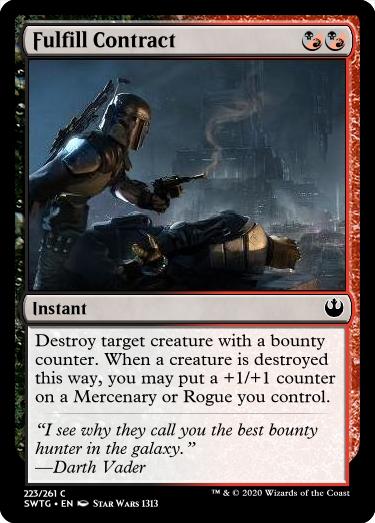 Fulfill Contract
Instant
Destroy target creature with a bounty
counter. When a creature is destroyed
this way, you may put a +1/+1 counter
on a Mercenary or Rogue you control.
“I see why they call you the best bounty
hunter in the galaxy.”
—Darth Vader
223/261 C
SWTG • EN Star Wars 1313
™ & © 2020 Wizards of the Coast